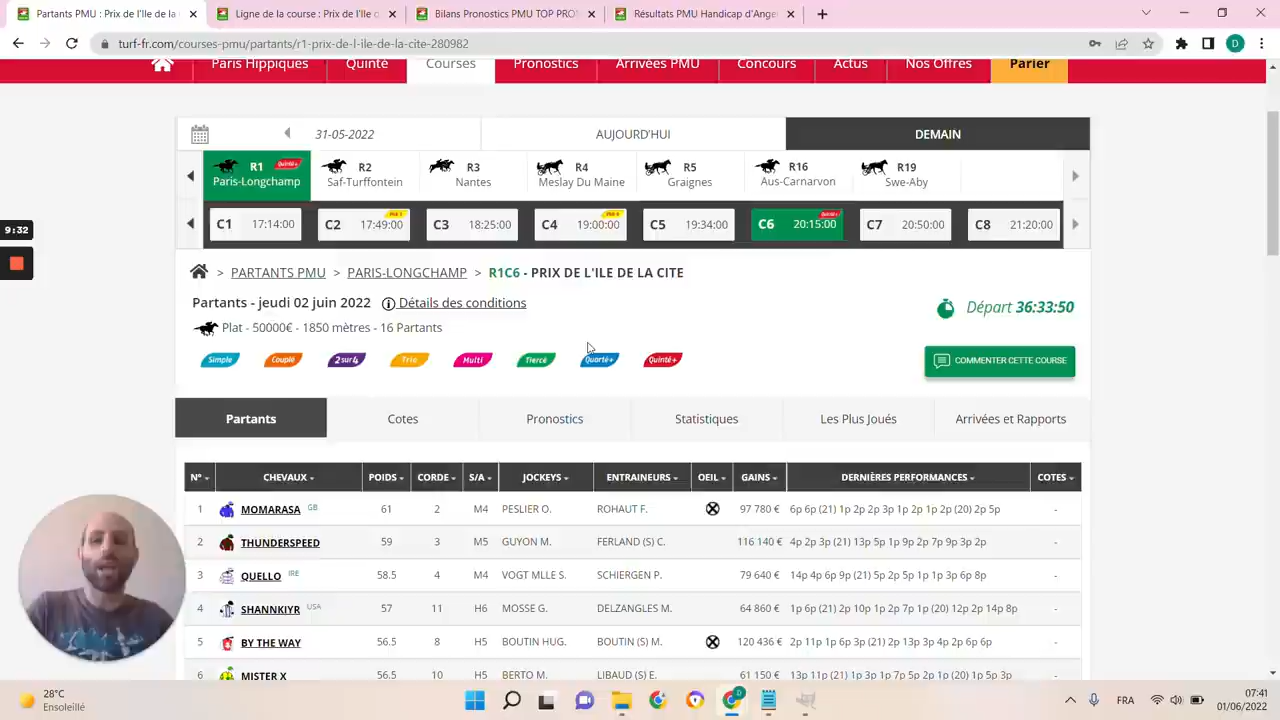 Partants PMU : Prix de l'Ile de la
Ligne de la course : Prix de l'Ile
Bilans Pronostics PMU TOP PRO
Résultats PMU Handicap d'Ange
turf-fr.com/courses-pmu/partants/r1-prix-de-l-ile-de-la-cite-280982
D
Paris Hippiques Quinté Courses Pronostics Arrivées PMU Concours Actus Nos Offres Parier
31-05-2022 AUJOURD'HUI DEMAIN
R1 Quinté+ R2 R3 R4 R5 R16 R19
Paris-Longchamp Saf-Turffontein Nantes Meslay Du Maine Graignes Aus-Carnarvon Swe-Aby
C1 17:14:00 C2 17:49:00 C3 18:25:00 C4 19:00:00 C5 19:34:00 C6 20:15:00 C7 20:50:00 C8 21:20:00
9:32
> PARTANTS PMU > PARIS-LONGCHAMP > R1C6 - PRIX DE L'ILE DE LA CITE
Partants - jeudi 02 juin 2022 Détails des conditions
Départ 36:33:50
Plat - 50000€ - 1850 mètres - 16 Partants
Simple Couplé 2sur4 Trio Multi Tiercé Quarté+ Quinté+
COMMENTER CETTE COURSE
Partants Cotes Pronostics Statistiques Les Plus Joués Arrivées et Rapports
N° CHEVAUX POIDS CORDE S/A JOCKEYS ENTRAINEURS OEIL GAINS DERNIÈRES PERFORMANCES COTES
1 MOMARASA GB 61 2 M4 PESLIER O. ROHAUT F. 97 780 € 6p 6p (21) 1p 2p 2p 3p 1p 2p 1p 2p (20) 2p 5p -
2 THUNDERSPEED 59 3 M5 GUYON M. FERLAND (S) C. 116 140 € 4p 2p 3p (21) 13p 5p 1p 9p 2p 7p 9p 3p 2p -
3 QUELLO IRE 58.5 4 M4 VOGT MLLE S. SCHIERGEN P. 79 640 € 14p 4p 6p 9p (21) 5p 2p 5p 1p 1p 3p 6p 8p -
4 SHANNKIYR USA 57 11 H6 MOSSE G. DELZANGLES M. 64 860 € 1p 6p (21) 2p 10p 1p 2p 7p 1p (20) 12p 2p 14p 8p -
5 BY THE WAY 56.5 8 H5 BOUTIN HUG. BOUTIN (S) M. 120 436 € 2p 11p 1p 6p 3p (21) 2p 13p 3p 4p 2p 6p 6p -
6 MISTER X 56.5 10 H5 BERTO M. LIBAUD (S) E. 61 150 € 13p 11p (21) 1p 3p 1p 7p 5p 2p 1p (20) 1p 5p 3p -
28°C
Ensoleillé
FRA
07:41
01/06/2022